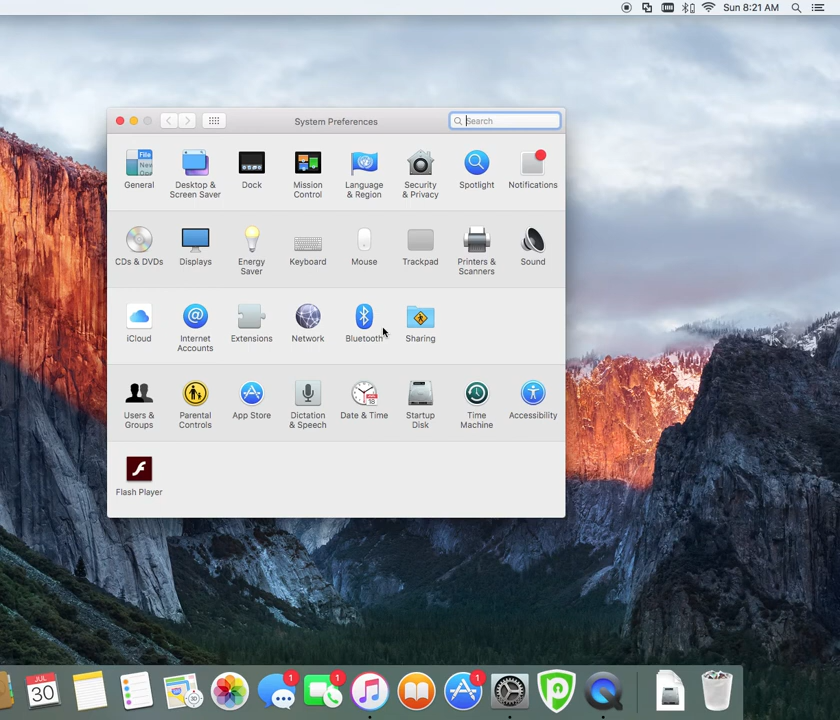 Sun 8:21 AM
System Preferences
Search
File
New
General
Desktop &
Screen Saver
Dock
Mission
Control
Language
& Region
Security
& Privacy
Spotlight
Notifications
CDs & DVDs
Displays
Energy
Saver
Keyboard
Mouse
Trackpad
Printers &
Scanners
Sound
iCloud
Internet
Accounts
Extensions
Network
Bluetooth
Sharing
Users &
Groups
Parental
Controls
App Store
Dictation
& Speech
Date & Time
Startup
Disk
Time
Machine
Accessibility
Flash Player
JUL
30
1
1
1